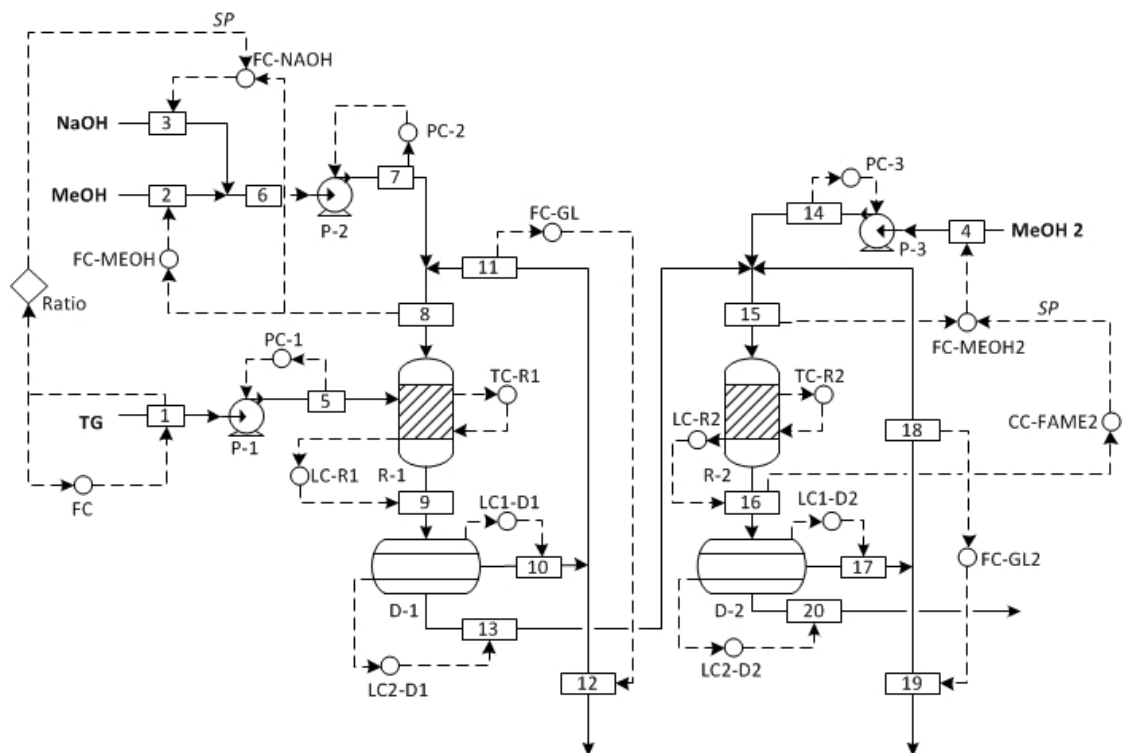 SP
FC-NAOH
NaOH
3
PC-2
7
PC-3
14
MeOH
2
6
P-2
FC-GL
P-3
4
MeOH 2
FC-MEOH
11
Ratio
8
15
SP
FC-MEOH2
PC-1
TC-R1
TC-R2
5
LC-R2
TG
1
18
CC-FAME2
P-1
LC-R1
R-1
R-2
FC
9
LC1-D1
16
LC1-D2
10
17
FC-GL2
D-1
D-2
20
13
LC2-D1
LC2-D2
12
19